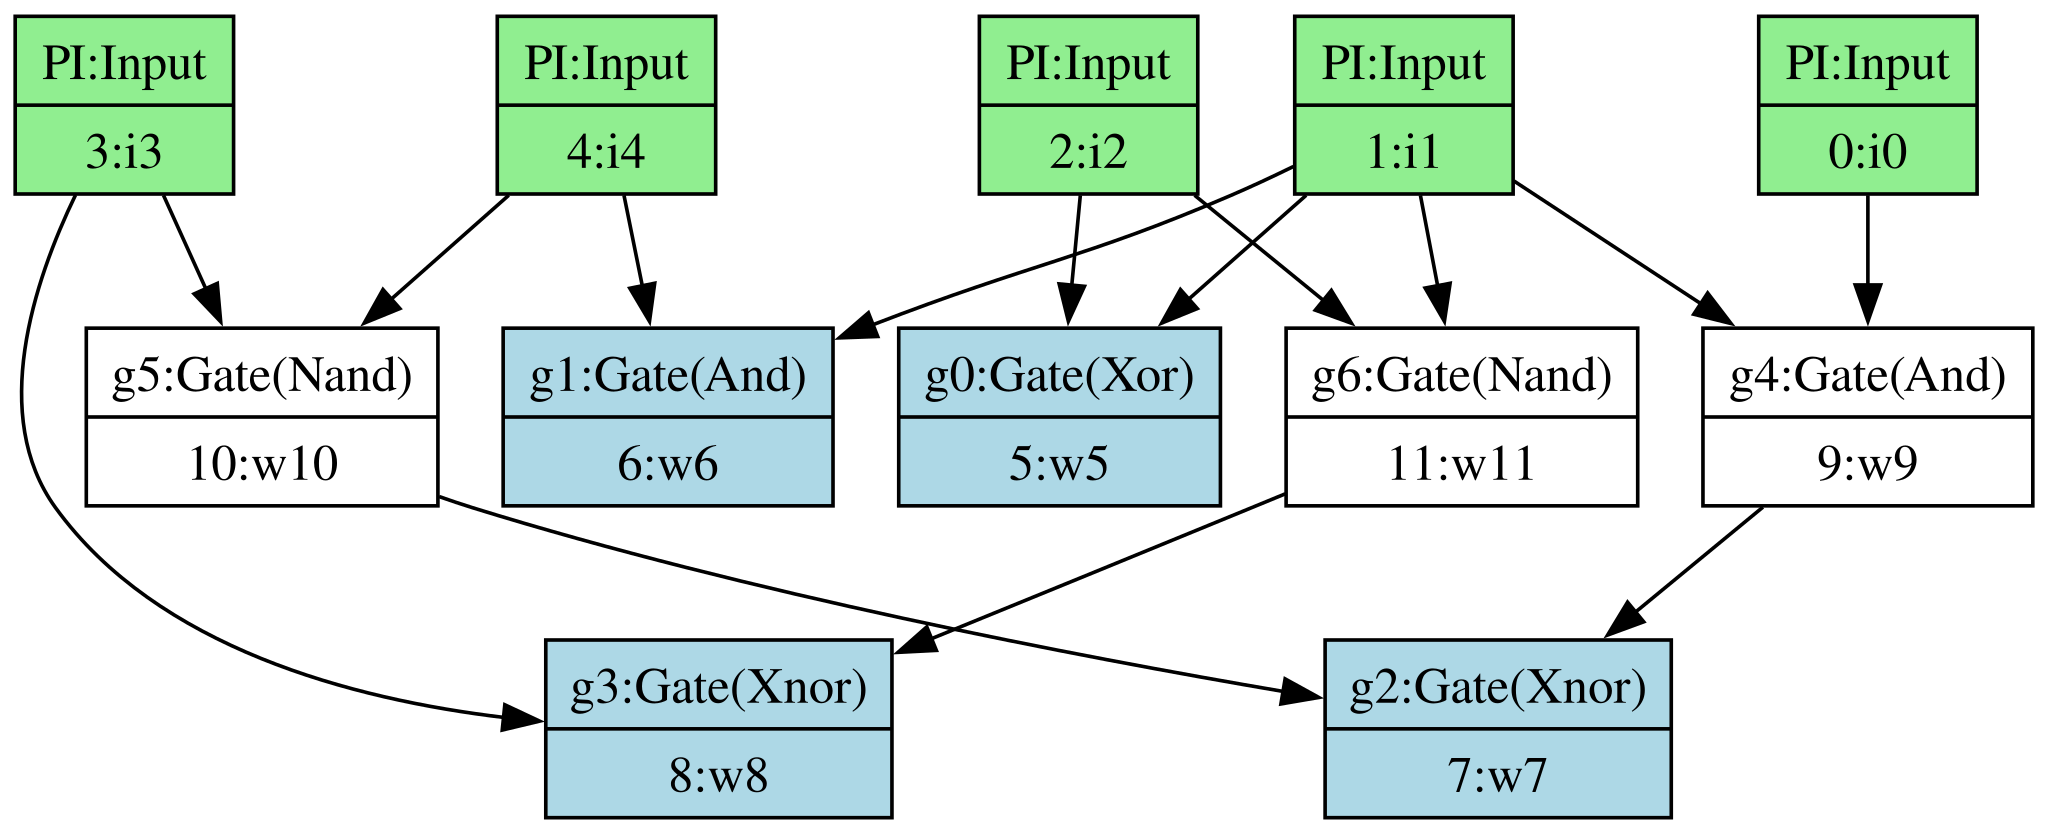 PI:Input
3:i3
PI:Input
4:i4
PI:Input
2:i2
PI:Input
1:i1
PI:Input
0:i0
g5:Gate(Nand)
10:w10
g1:Gate(And)
6:w6
g0:Gate(Xor)
5:w5
g6:Gate(Nand)
11:w11
g4:Gate(And)
9:w9
g3:Gate(Xnor)
8:w8
g2:Gate(Xnor)
7:w7